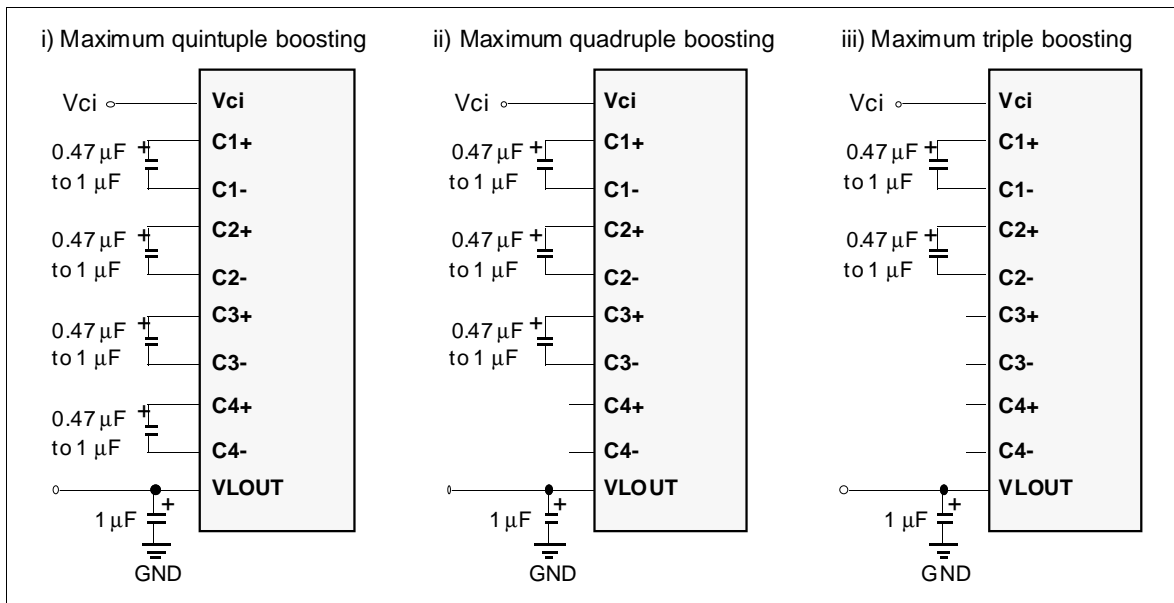 i) Maximum quintuple boosting
Vci
Vci
0.47 µF
to 1 µF
+
C1+
C1-
0.47 µF
to 1 µF
+
C2+
C2-
0.47 µF
to 1 µF
+
C3+
C3-
0.47 µF
to 1 µF
+
C4+
C4-
VLOUT
+
1 µF
GND
ii) Maximum quadruple boosting
Vci
Vci
0.47 µF
to 1 µF
+
C1+
C1-
0.47 µF
to 1 µF
+
C2+
C2-
0.47 µF
to 1 µF
+
C3+
C3-
C4+
C4-
VLOUT
+
1 µF
GND
iii) Maximum triple boosting
Vci
Vci
0.47 µF
to 1 µF
+
C1+
C1-
0.47 µF
to 1 µF
+
C2+
C2-
C3+
C3-
C4+
C4-
VLOUT
+
1 µF
GND